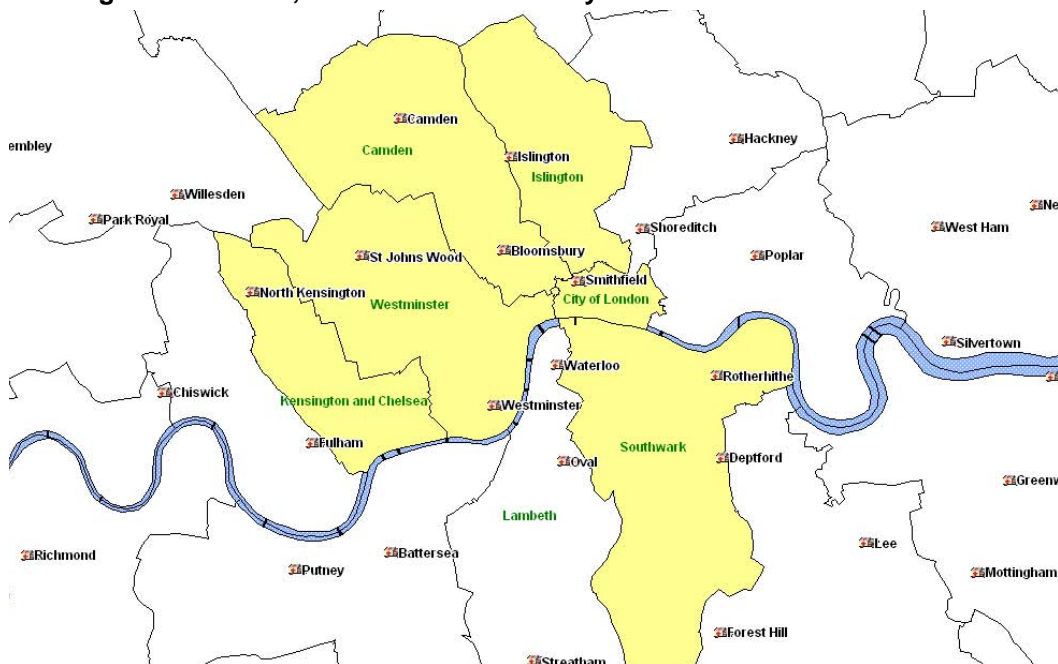 Camden
Camden
Islington
Islington
Hackney
embley
Willesden
Park Royal
Ne
West Ham
Shoreditch
Bloomsbury
St Johns Wood
Poplar
Smithfield
City of London
North Kensington
Westminster
Silvertown
Waterloo
Rotherhithe
Chiswick
Kensington and Chelsea
Westminster
Fulham
Southwark
Oval
Deptford
Greenw
Lambeth
Lee
Battersea
Richmond
Putney
Mottingham
Forest Hill
Streatham